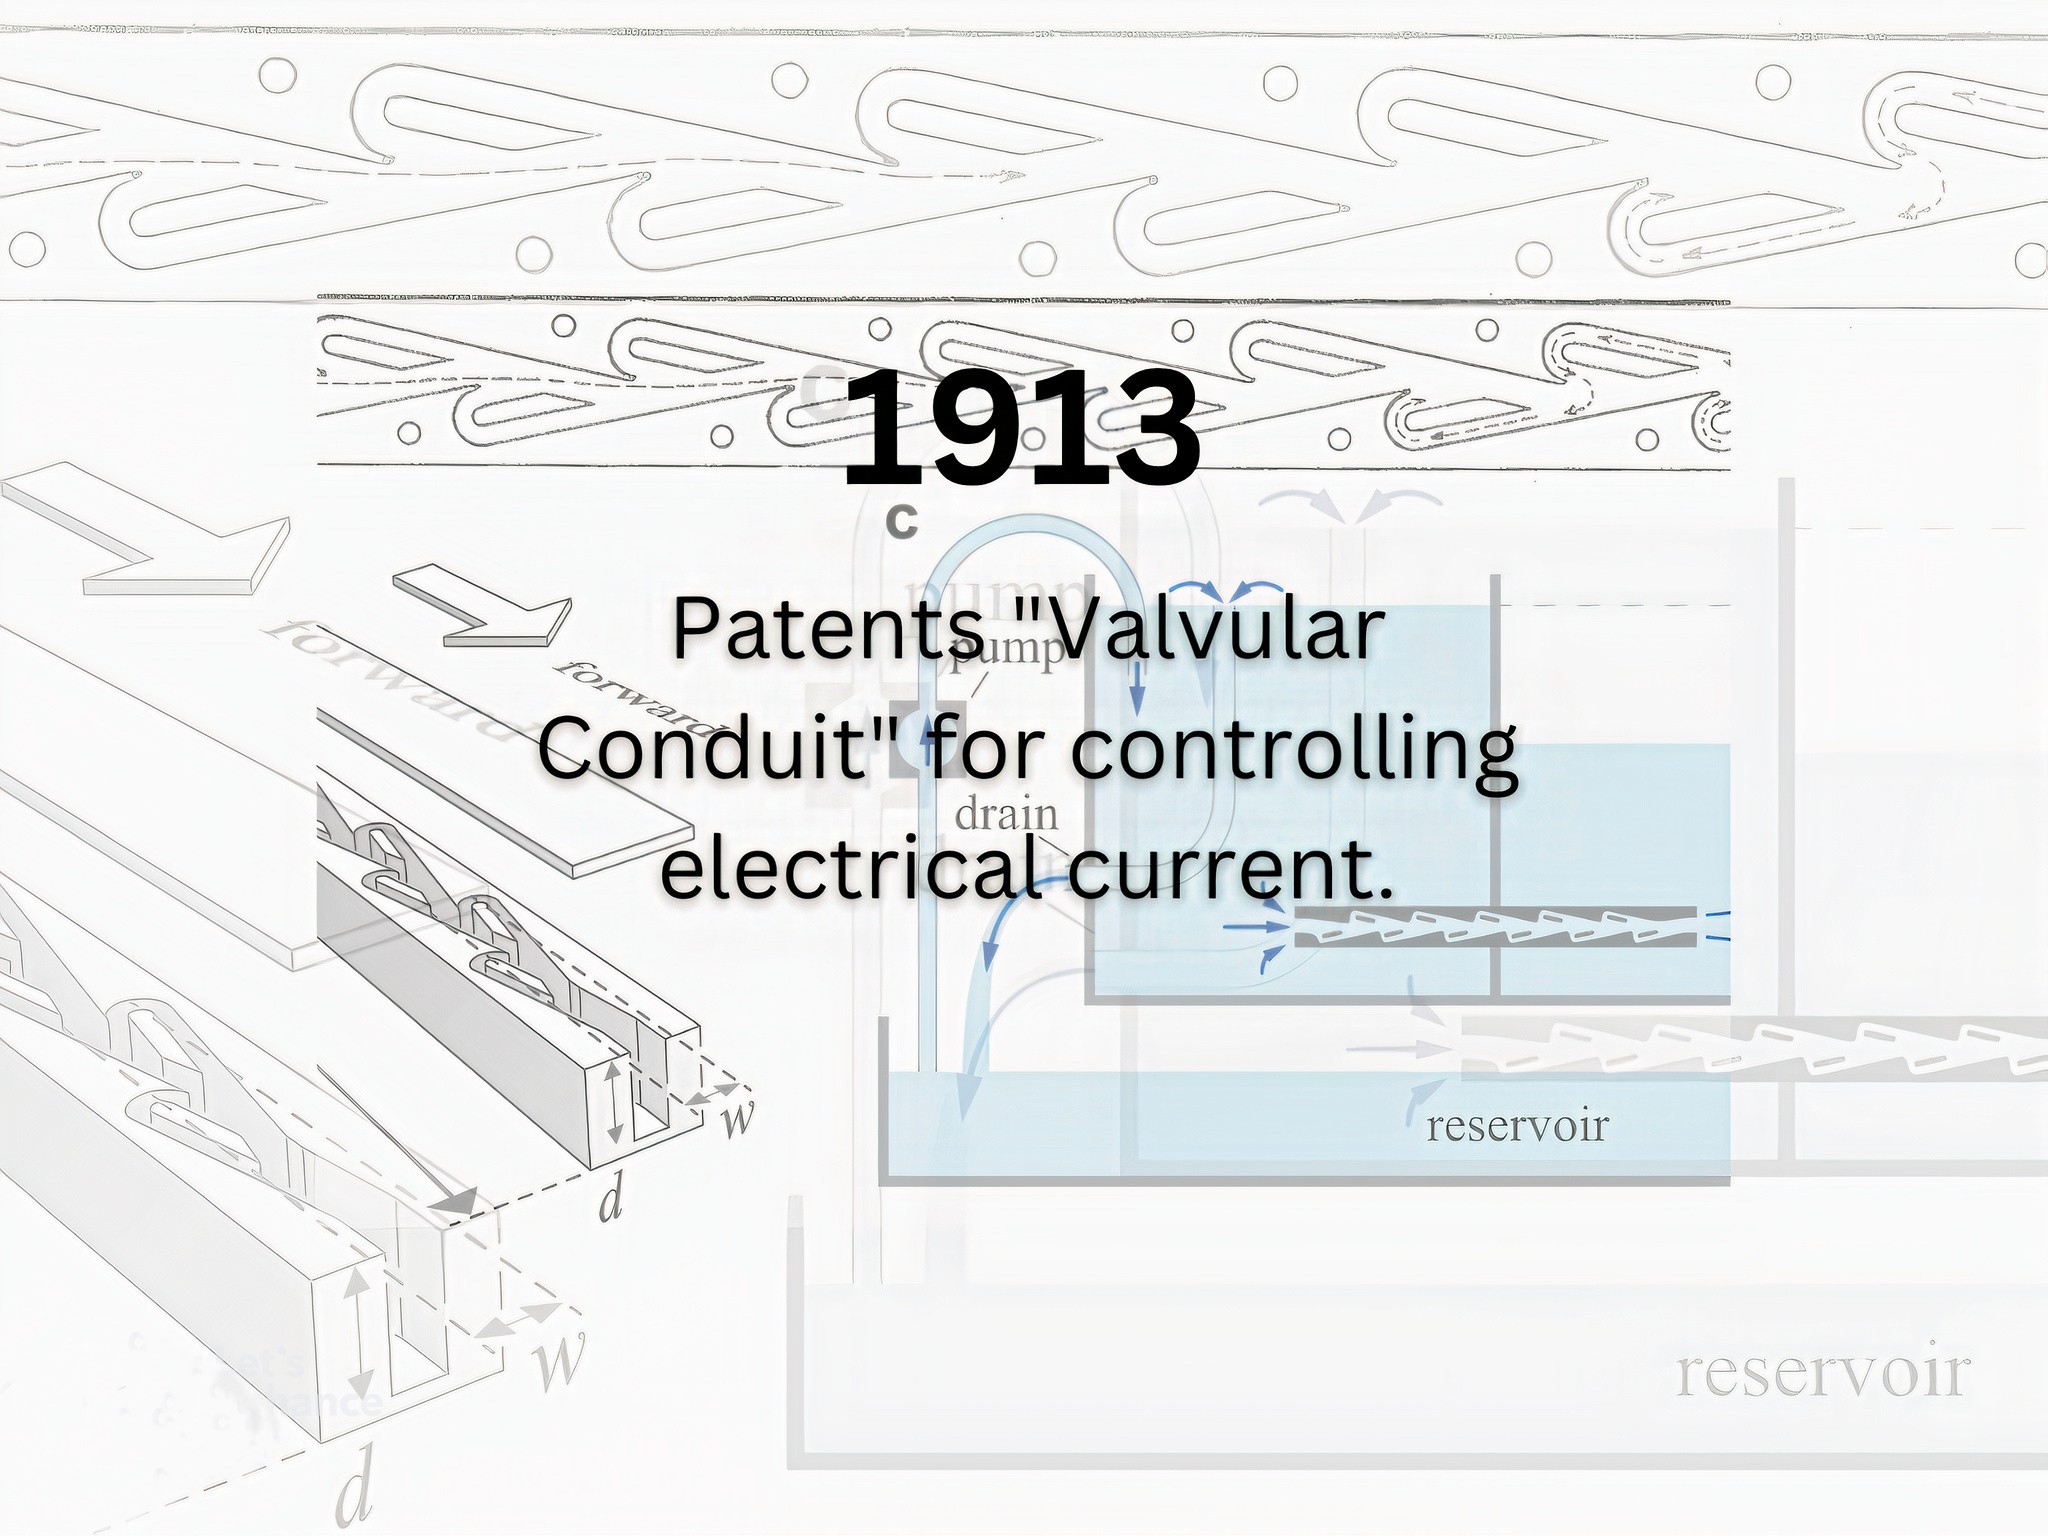 1913
c
C
Patents "Valvular
pump
pump
forward
forward
Conduit" for controlling
drain
electrical current.
w
reservoir
d
w
reservoir
d